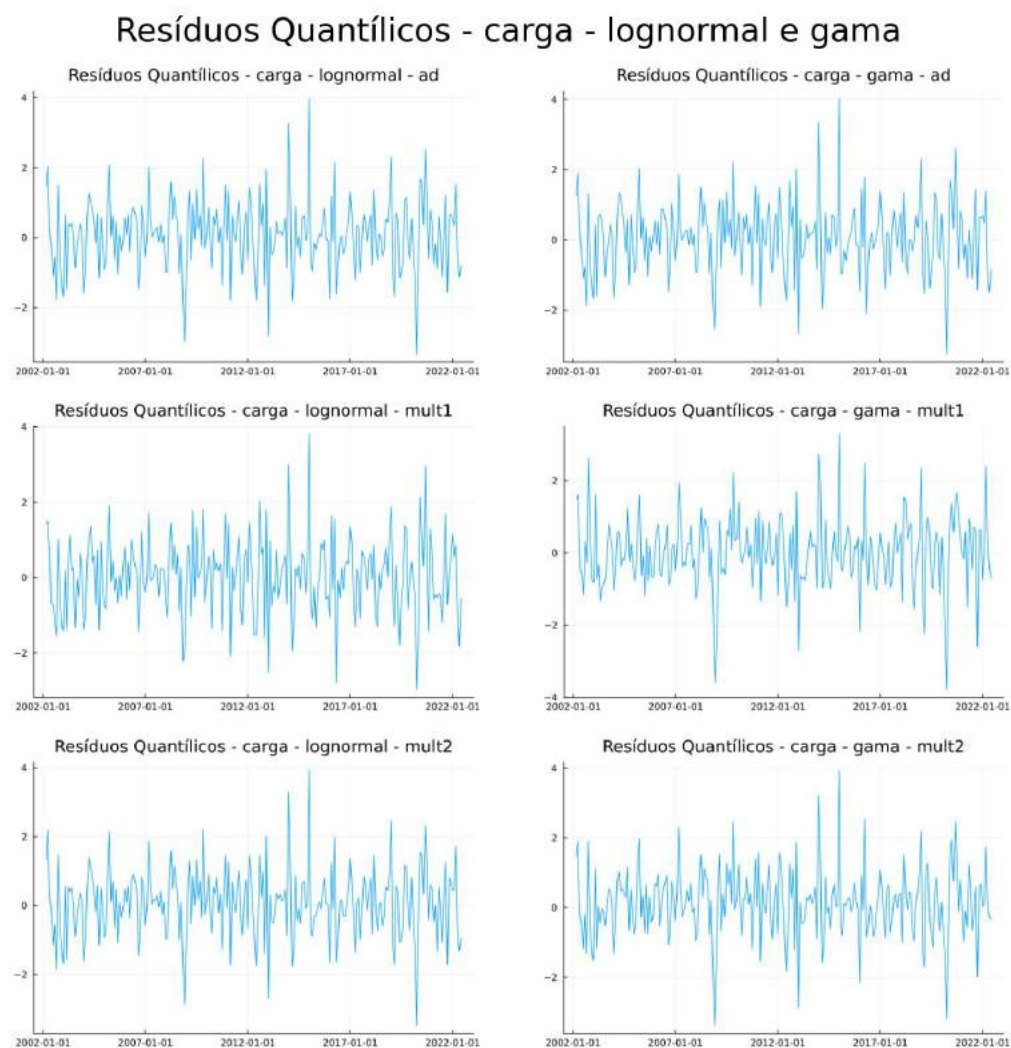 Resíduos Quantílicos - carga - lognormal e gama
Resíduos Quantílicos - carga - lognormal - ad
4
2
0
−2
2002-01-01 2007-01-01 2012-01-01 2017-01-01 2022-01-01
Resíduos Quantílicos - carga - gama - ad
4
2
0
−2
2002-01-01 2007-01-01 2012-01-01 2017-01-01 2022-01-01
Resíduos Quantílicos - carga - lognormal - mult1
4
2
0
−2
2002-01-01 2007-01-01 2012-01-01 2017-01-01 2022-01-01
Resíduos Quantílicos - carga - gama - mult1
2
0
−2
−4
2002-01-01 2007-01-01 2012-01-01 2017-01-01 2022-01-01
Resíduos Quantílicos - carga - lognormal - mult2
4
2
0
−2
2002-01-01 2007-01-01 2012-01-01 2017-01-01 2022-01-01
Resíduos Quantílicos - carga - gama - mult2
4
2
0
−2
2002-01-01 2007-01-01 2012-01-01 2017-01-01 2022-01-01